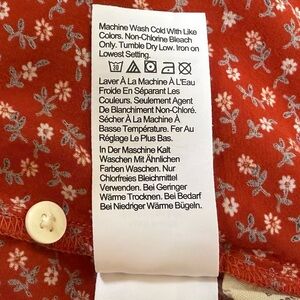 Machine Wash Cold With Like
Colors. Non-Chlorine Bleach
Only. Tumble Dry Low. Iron on
Lowest Setting.
Laver À La Machine À L'Eau
Froide En Séparant Les
Couleurs. Seulement Agent
De Blanchiment Non-Chloré.
Sécher À La Machine À
Basse Température. Fer Au
Réglage Le Plus Bas.
In Der Maschine Kalt
Waschen Mit Ähnlichen
Farben Waschen. Nur
Chlorfreies Bleichmittel
Verwenden. Bei Geringer
Wärme Trocknen. Bei Bedarf
Bei Niedriger Wärme Bügeln.